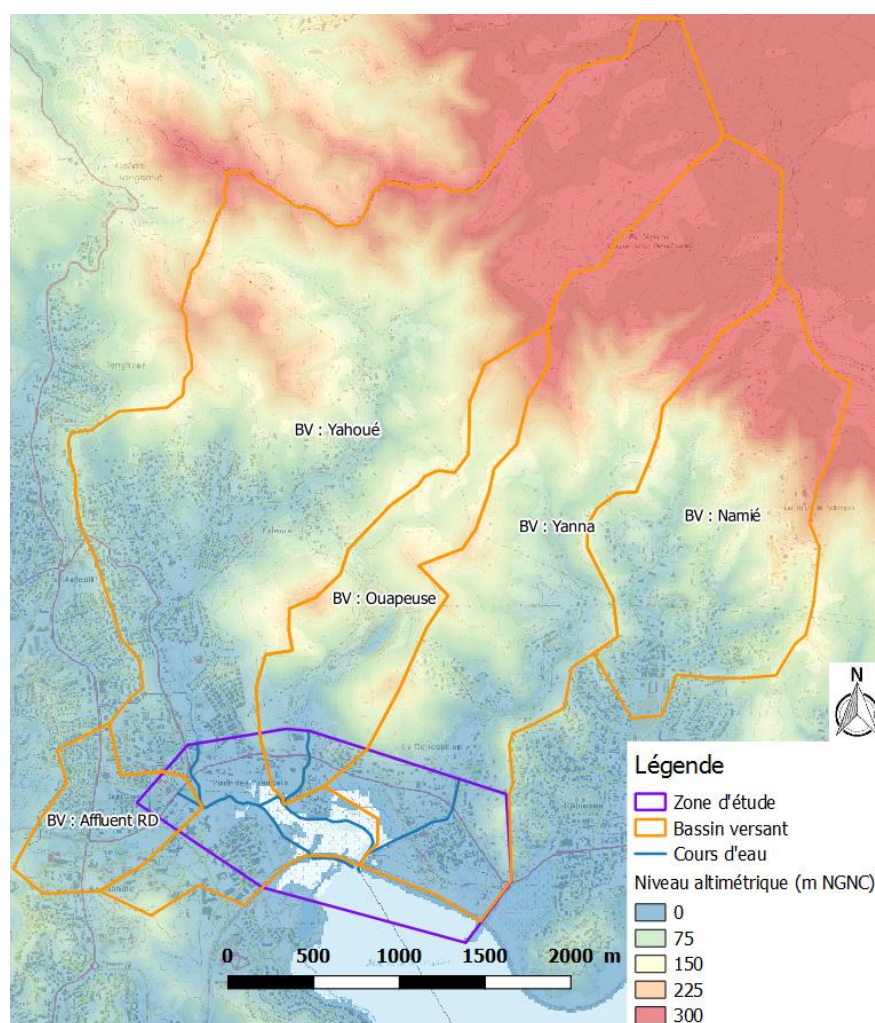 BV : Yahoué
BV : Yanna
BV : Namié
BV : Ouapeuse
BV : Affluent RD
N
Légende
Zone d'étude
Bassin versant
Cours d'eau
Niveau altimétrique (m NGNC)
0
75
150
225
300
0 500 1000 1500 2000 m